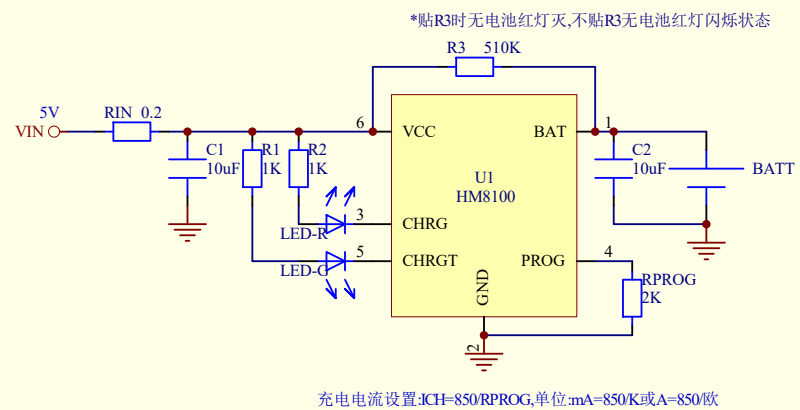 *贴R3时无电池红灯灭,不贴R3无电池红灯闪烁状态
R3 510K
5V
RIN 0.2
VIN
6
VCC
BAT
1
C1
10uF
R1
1K
R2
1K
C2
10uF
BATT
U1
HM8100
3
CHRG
LED-R
5
CHRGT
LED-G
PROG
4
GND
2
RPROG
2K
充电电流设置:ICH=850/RPROG,单位:mA=850/K或A=850/欧